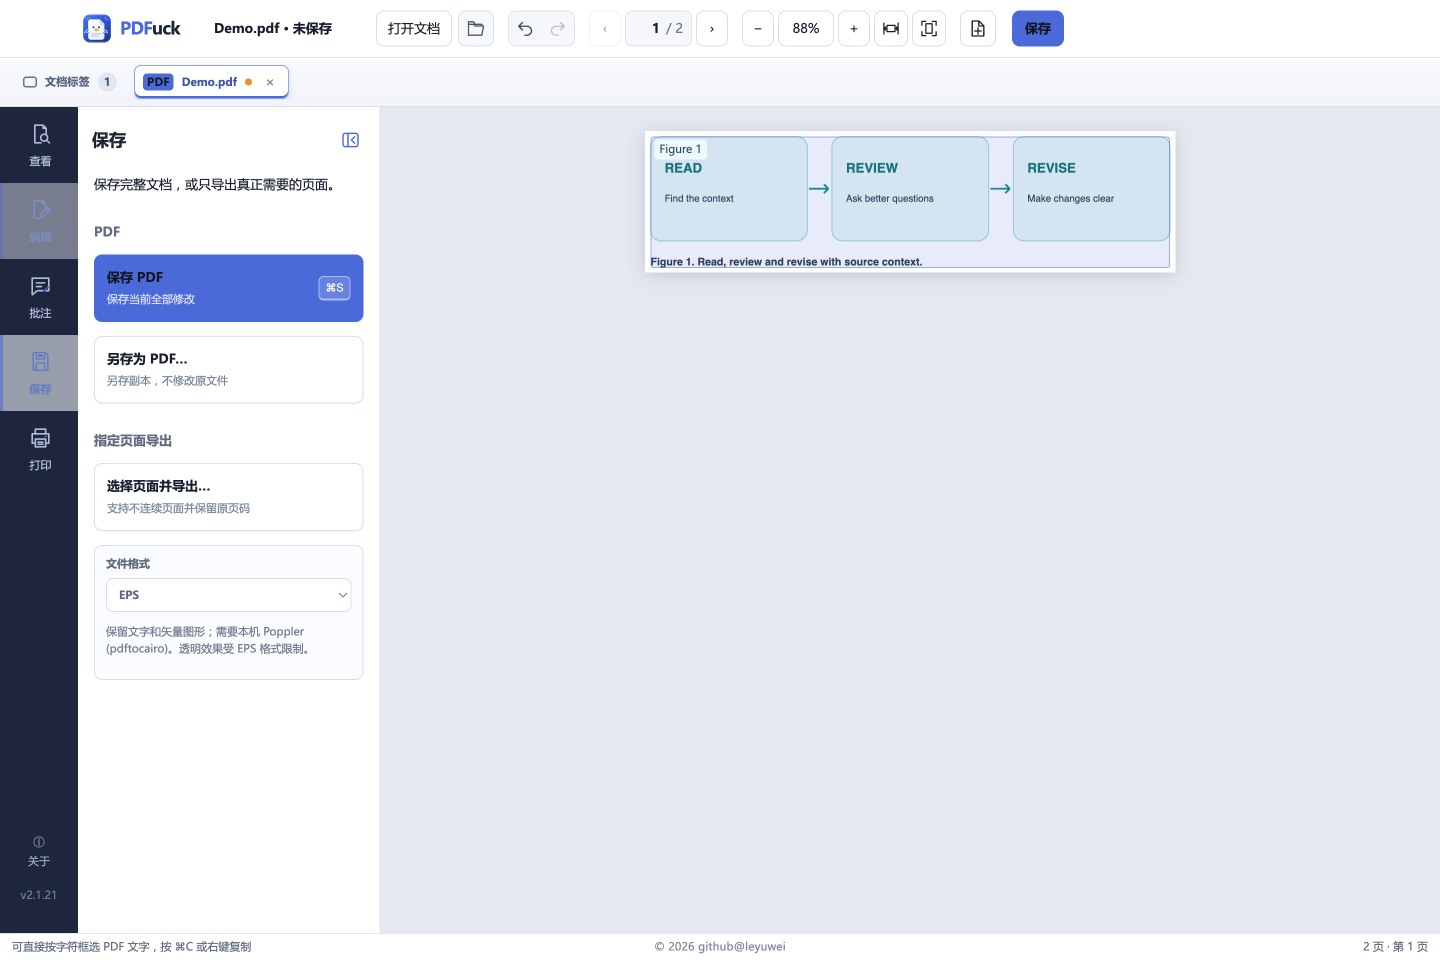 PDFuck
Demo.pdf • 未保存
打开文档
1 / 2
88%
保存
文档标签 1
PDF Demo.pdf
查看
编辑
批注
保存
打印
关于
v2.1.21
保存
保存完整文档，或只导出真正需要的页面。
PDF
保存 PDF
保存当前全部修改
⌘S
另存为 PDF...
另存副本，不修改原文件
指定页面导出
选择页面并导出...
支持不连续页面并保留原页码
文件格式
EPS
保留文字和矢量图形；需要本机 Poppler
(pdftocairo)。透明效果受 EPS 格式限制。
Figure 1
READ
Find the context
REVIEW
Ask better questions
REVISE
Make changes clear
Figure 1. Read, review and revise with source context.
可直接按字符框选 PDF 文字，按 ⌘C 或右键复制
© 2026 github@leyuwei
2 页 · 第 1 页